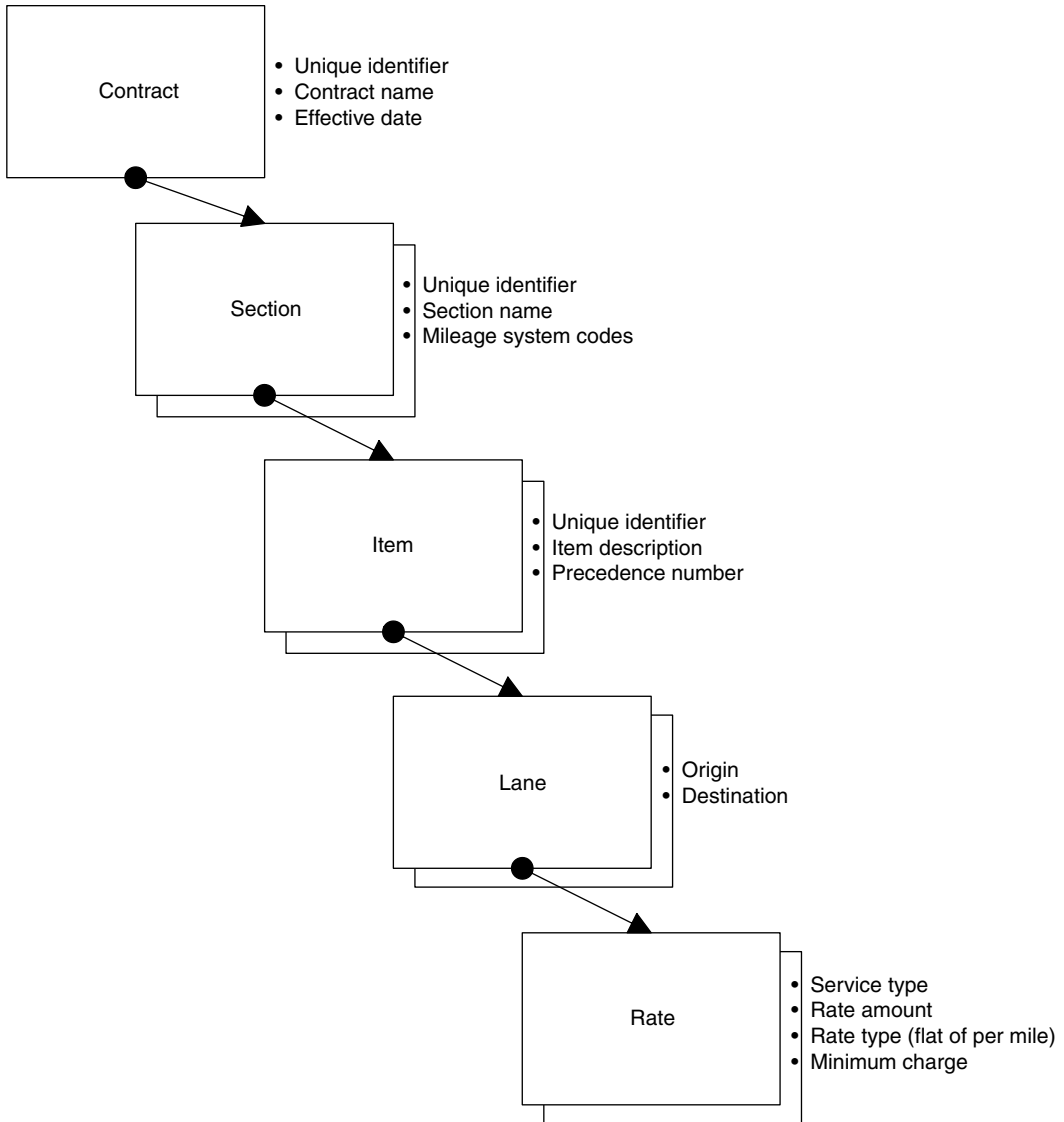 Contract
• Unique identifier
• Contract name
• Effective date
Section
• Unique identifier
• Section name
• Mileage system codes
Item
• Unique identifier
• Item description
• Precedence number
Lane
• Origin
• Destination
Rate
• Service type
• Rate amount
• Rate type (flat of per mile)
• Minimum charge